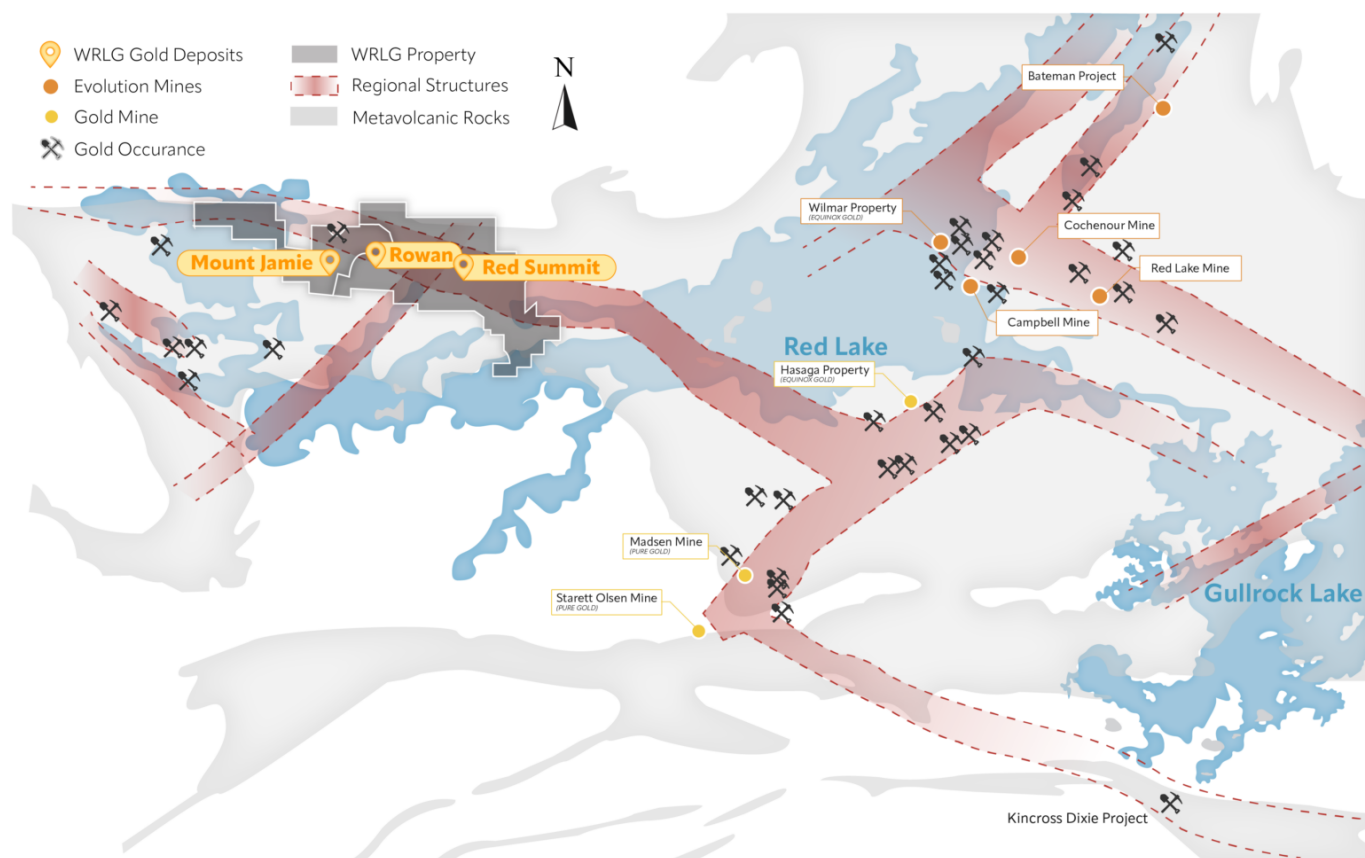 WRLG Gold Deposits
Evolution Mines
Gold Mine
Gold Occurance
WRLG Property
Regional Structures
Metavolcanic Rocks
N
Bateman Project
Wilmar Property
(EQUINOX GOLD)
Cochenour Mine
Mount Jamie
Rowan
Red Summit
Red Lake Mine
Campbell Mine
Red Lake
Hasaga Property
(EQUINOX GOLD)
Madsen Mine
(PURE GOLD)
Starett Olsen Mine
(PURE GOLD)
Gullrock Lake
Kincross Dixie Project